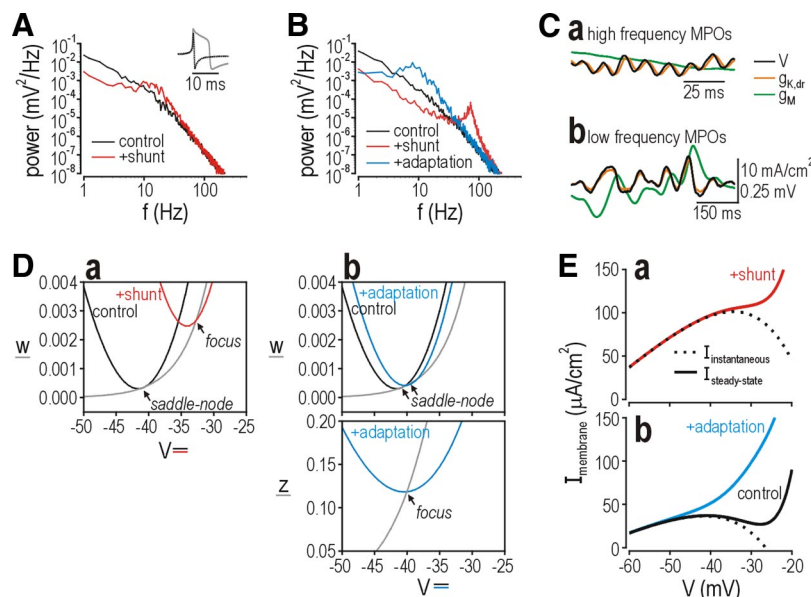 A
power (mV²/Hz)
10⁻¹
10⁻²
10⁻³
10⁻⁴
10⁻⁵
10⁻⁶
10⁻⁷
10⁻⁸
10 ms
control
+shunt
1
10
100
f (Hz)
B
power (mV²/Hz)
10⁻¹
10⁻²
10⁻³
10⁻⁴
10⁻⁵
10⁻⁶
10⁻⁷
10⁻⁸
control
+shunt
+adaptation
1
10
100
f (Hz)
C
a high frequency MPOs
V
g_K,dr
g_M
25 ms
b low frequency MPOs
10 mA/cm²
0.25 mV
150 ms
D
a
+shunt
control
w
0.004
0.003
0.002
0.001
0.000
focus
saddle-node
-50 -45 -40 -35 -30 -25
V
b
+adaptation
control
w
0.004
0.003
0.002
0.001
0.000
saddle-node
+adaptation
z
0.20
0.15
0.10
0.05
focus
-50 -45 -40 -35 -30 -25
V
E
a
+shunt
150
100
50
0
I instantaneous
I steady-state
I membrane (µA/cm²)
b
+adaptation
control
150
100
50
0
-60 -50 -40 -30 -20
V (mV)